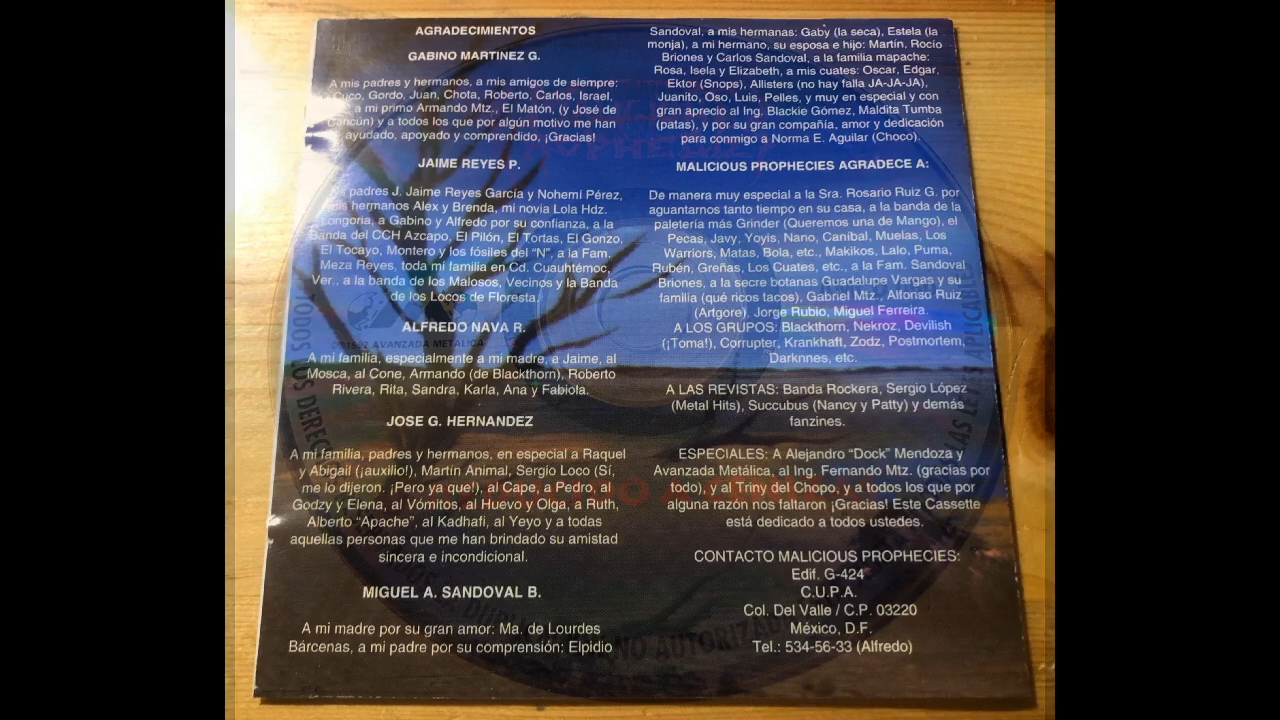 AGRADECIMIENTOS
GABINO MARTINEZ G.
A mis padres y hermanos, a mis amigos de siempre:
Cuco, Gordo, Juan, Chota, Roberto, Carlos, Israel,
a mi primo Armando Mtz., El Matón, (y José de
Cancún) y a todos los que por algún motivo me han
ayudado, apoyado y comprendido, ¡Gracias!
JAIME REYES P.
padres J. Jaime Reyes García y Nohemí Pérez,
mis hermanos Alex y Brenda, mi novia Lola Hdz.
Longoria, a Gabino y Alfredo por su confianza, a la
Banda del CCH Azcapo, El Pilón, El Tortas, El Gonzo,
El Tocayo, Montero y los fósiles del "N", a la Fam.
Meza Reyes, toda mi familia en Cd. Cuauhtémoc,
Ver., a la banda de los Malosos, Vecinos y la Banda
de los Locos de Floresta.
ALFREDO NAVA R.
1992 AVANZADA METALICA
A mi familia, especialmente a mi madre, a Jaime, al
Mosca, al Cone, Armando (de Blackthorn), Roberto
Rivera, Rita, Sandra, Karla, Ana y Fabiola.
JOSE G. HERNANDEZ
A mi familia, padres y hermanos, en especial a Raquel
y Abigail (¡auxilio!), Martín Animal, Sergio Loco (Sí,
me lo dijeron. ¡Pero ya que!), al Cape, a Pedro, al
Godzy y Elena, al Vómitos, al Huevo y Olga, a Ruth,
Alberto "Apache", al Kadhafi, al Yeyo y a todas
aquellas personas que me han brindado su amistad
sincera e incondicional.
MIGUEL A. SANDOVAL B.
A mi madre por su gran amor: Ma. de Lourdes
Bárcenas, a mi padre por su comprensión: Elpidio
Sandoval, a mis hermanas: Gaby (la seca), Estela (la
monja), a mi hermano, su esposa e hijo: Martín, Rocío
Briones y Carlos Sandoval, a la familia mapache:
Rosa, Isela y Elizabeth, a mis cuates: Oscar, Edgar,
Ektor (Snops), Allisters (no hay falla JA-JA-JA),
Juanito, Oso, Luis, Pelles, y muy en especial y con
gran aprecio al Ing. Blackie Gómez, Maldita Tumba
(patas), y por su gran compañía, amor y dedicación
para conmigo a Norma E. Aguilar (Choco).
MALICIOUS PROPHECIES AGRADECE A:
De manera muy especial a la Sra. Rosario Ruiz G. por
aguantarnos tanto tiempo en su casa, a la banda de la
paletería más Grinder (Queremos una de Mango), el
Pecas, Javy, Yoyis, Nano, Caníbal, Muelas, Los
Warriors, Matas, Bola, etc., Makikos, Lalo, Puma,
Rubén, Greñas, Los Cuates, etc., a la Fam. Sandoval
Briones, a la secre botanas Guadalupe Vargas y su
familia (qué ricos tacos), Gabriel Mtz., Alfonso Ruiz
(Artgore), Jorge Rubio, Miguel Ferreira.
A LOS GRUPOS: Blackthorn, Nekroz, Devilish
(¡Toma!), Corrupter, Krankhaft, Zodz, Postmortem,
Darknnes, etc.
A LAS REVISTAS: Banda Rockera, Sergio López
(Metal Hits), Succubus (Nancy y Patty) y demás
fanzines.
ESPECIALES: A Alejandro "Dock" Mendoza y
Avanzada Metálica, al Ing. Fernando Mtz. (gracias por
todo), y al Triny del Chopo, y a todos los que por
alguna razón nos faltaron ¡Gracias! Este Cassette
está dedicado a todos ustedes.
CONTACTO MALICIOUS PROPHECIES:
Edif. G-424
C.U.P.A.
Col. Del Valle / C.P. 03220
México, D.F.
Tel.: 534-56-33 (Alfredo)
TODOS LOS
NO AUTORIZ
LAS LEYES APLICABLES